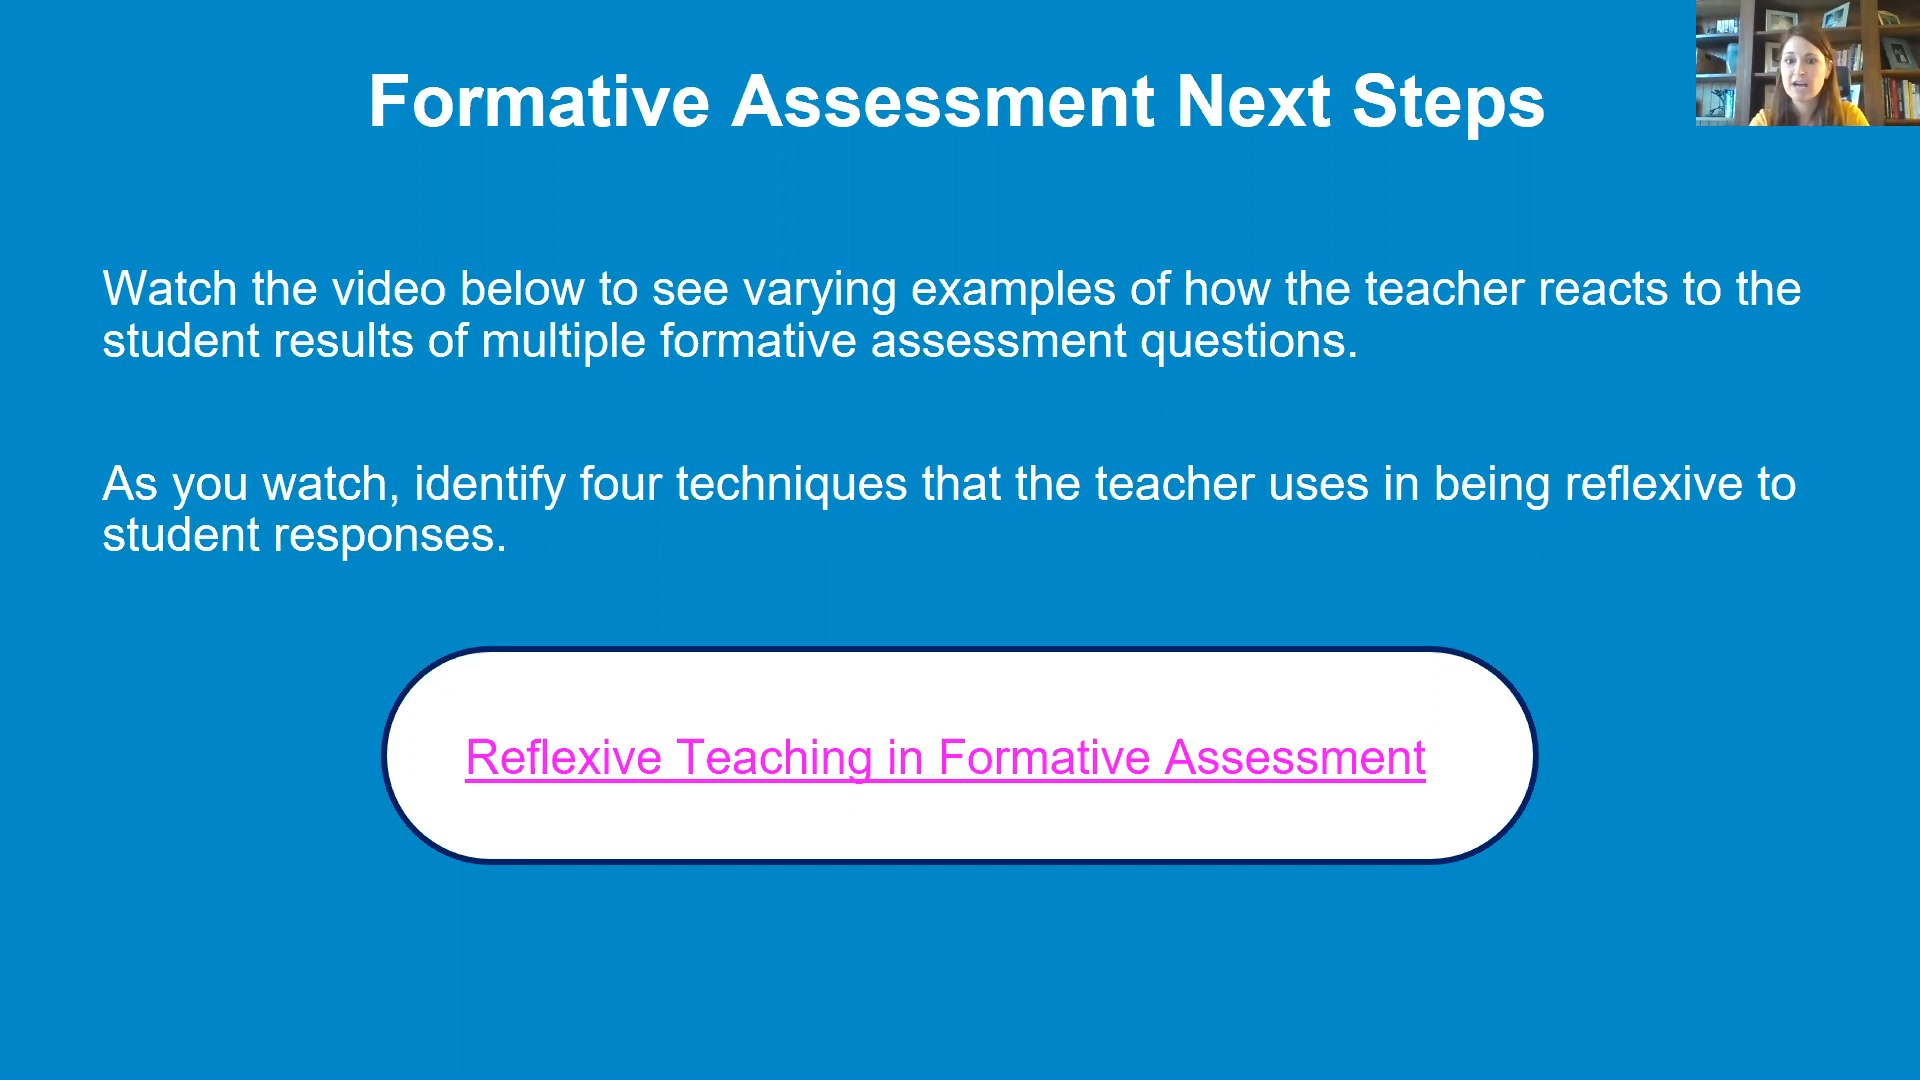 Formative Assessment Next Steps
Watch the video below to see varying examples of how the teacher reacts to the
student results of multiple formative assessment questions.
As you watch, identify four techniques that the teacher uses in being reflexive to
student responses.
Reflexive Teaching in Formative Assessment